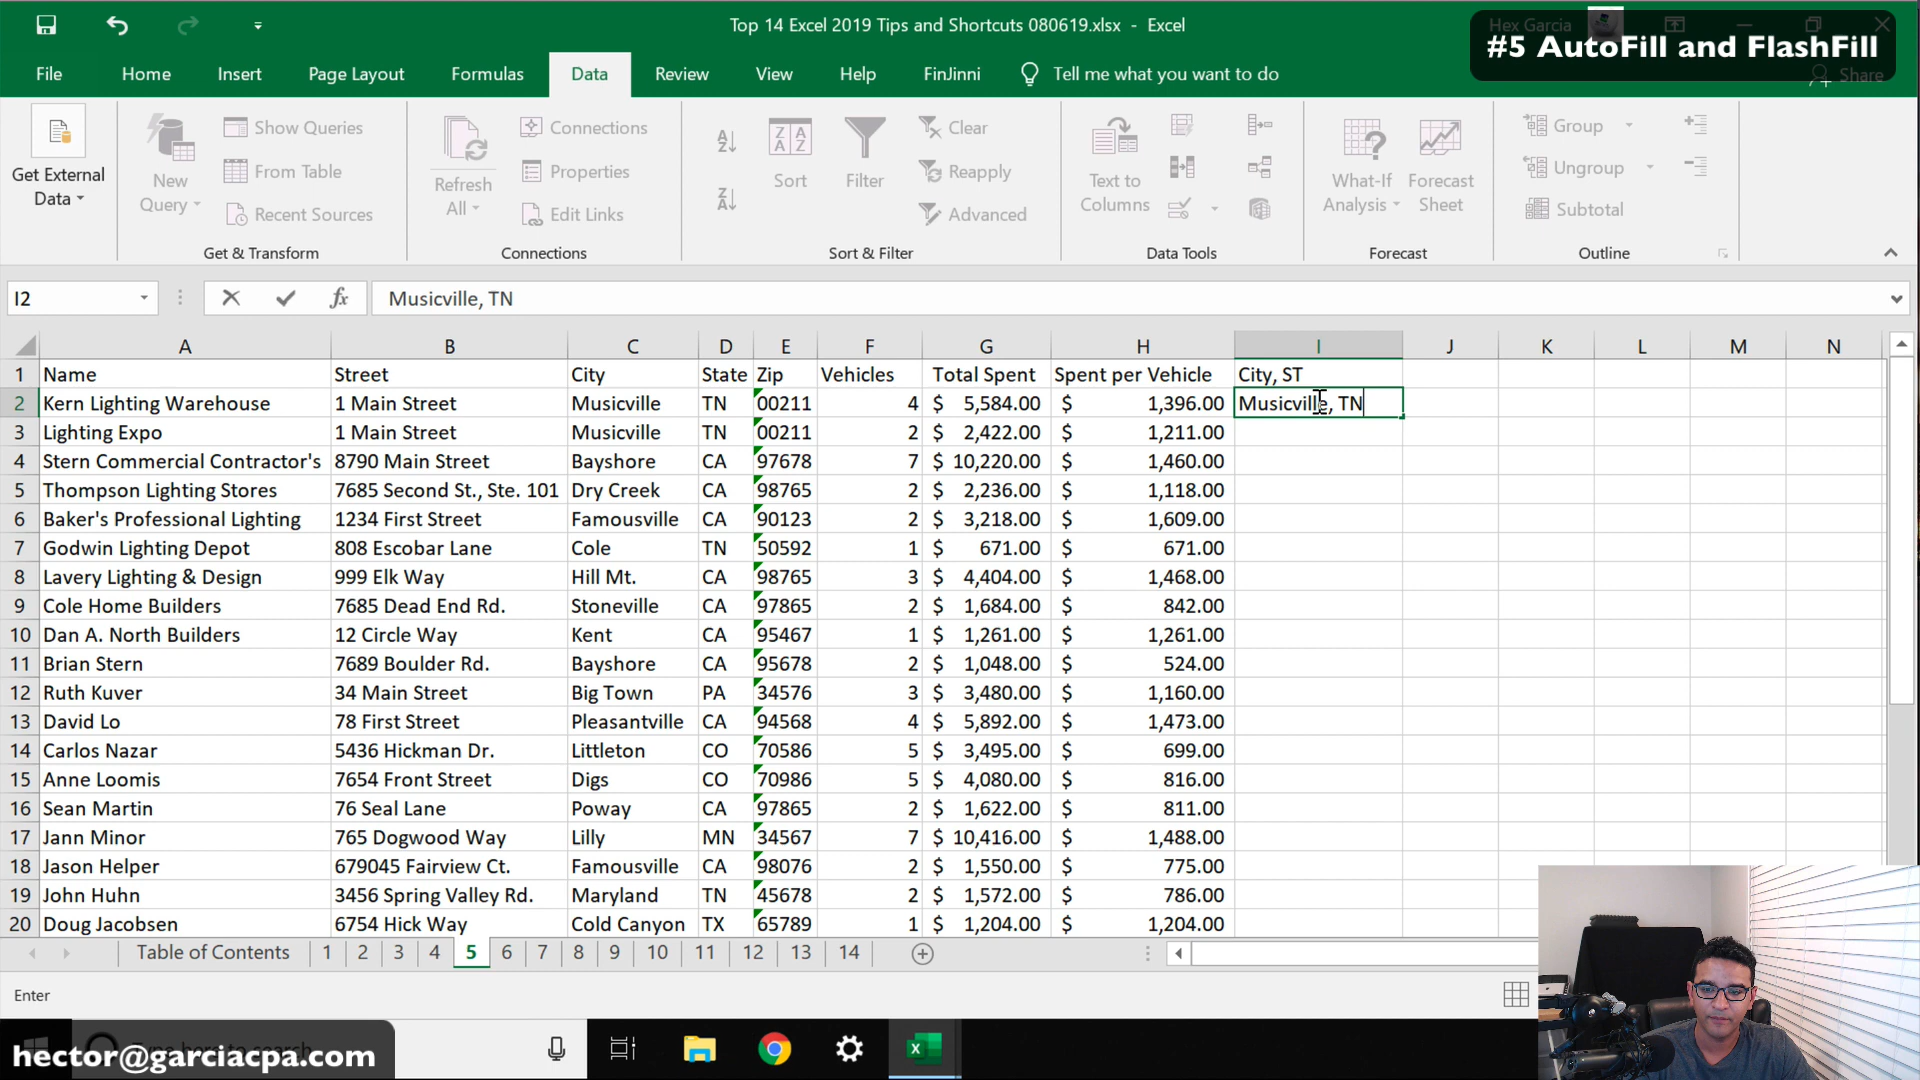 Top 14 Excel 2019 Tips and Shortcuts 080619.xlsx - Excel
Hex Garcia
#5 AutoFill and FlashFill
File Home Insert Page Layout Formulas Data Review View Help FinJinni Tell me what you want to do Share
Get External Data
New Query
Show Queries
From Table
Recent Sources
Get & Transform
Refresh All
Connections
Properties
Edit Links
Connections
Sort
Filter
Clear
Reapply
Advanced
Sort & Filter
Text to Columns
Data Tools
What-If Analysis
Forecast Sheet
Forecast
Group
Ungroup
Subtotal
Outline
I2 fx Musicville, TN
A B C D E F G H I J K L M N
1 Name Street City State Zip Vehicles Total Spent Spent per Vehicle City, ST
2 Kern Lighting Warehouse 1 Main Street Musicville TN 00211 4 $ 5,584.00 $ 1,396.00 Musicville, TN
3 Lighting Expo 1 Main Street Musicville TN 00211 2 $ 2,422.00 $ 1,211.00
4 Stern Commercial Contractor's 8790 Main Street Bayshore CA 97678 7 $ 10,220.00 $ 1,460.00
5 Thompson Lighting Stores 7685 Second St., Ste. 101 Dry Creek CA 98765 2 $ 2,236.00 $ 1,118.00
6 Baker's Professional Lighting 1234 First Street Famousville CA 90123 2 $ 3,218.00 $ 1,609.00
7 Godwin Lighting Depot 808 Escobar Lane Cole TN 50592 1 $ 671.00 $ 671.00
8 Lavery Lighting & Design 999 Elk Way Hill Mt. CA 98765 3 $ 4,404.00 $ 1,468.00
9 Cole Home Builders 7685 Dead End Rd. Stoneville CA 97865 2 $ 1,684.00 $ 842.00
10 Dan A. North Builders 12 Circle Way Kent CA 95467 1 $ 1,261.00 $ 1,261.00
11 Brian Stern 7689 Boulder Rd. Bayshore CA 95678 2 $ 1,048.00 $ 524.00
12 Ruth Kuver 34 Main Street Big Town PA 34576 3 $ 3,480.00 $ 1,160.00
13 David Lo 78 First Street Pleasantville CA 94568 4 $ 5,892.00 $ 1,473.00
14 Carlos Nazar 5436 Hickman Dr. Littleton CO 70586 5 $ 3,495.00 $ 699.00
15 Anne Loomis 7654 Front Street Digs CO 70986 5 $ 4,080.00 $ 816.00
16 Sean Martin 76 Seal Lane Poway CA 97865 2 $ 1,622.00 $ 811.00
17 Jann Minor 765 Dogwood Way Lilly MN 34567 7 $ 10,416.00 $ 1,488.00
18 Jason Helper 679045 Fairview Ct. Famousville CA 98076 2 $ 1,550.00 $ 775.00
19 John Huhn 3456 Spring Valley Rd. Maryland TN 45678 2 $ 1,572.00 $ 786.00
20 Doug Jacobsen 6754 Hick Way Cold Canyon TX 65789 1 $ 1,204.00 $ 1,204.00
Table of Contents 1 2 3 4 5 6 7 8 9 10 11 12 13 14
Enter
hector@garciacpa.com